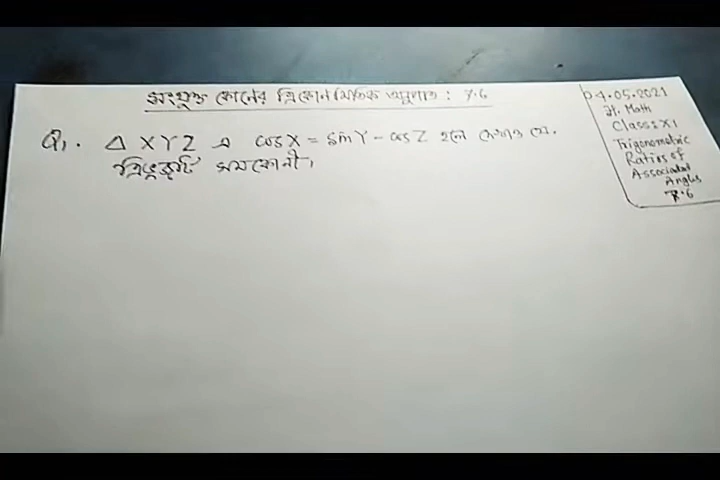 সংযুক্ত কোনের ত্রিকোনমিতিক অনুপাত : 7.6
04.05.2021
H. Math
Class: XI
Trigonometric
Ratios of
Associated
Angles
7.6
Q1. Δ XYZ এ cosX = sinY - cosZ হলে দেখাও যে,
ত্রিভুজটি সমকোনী।